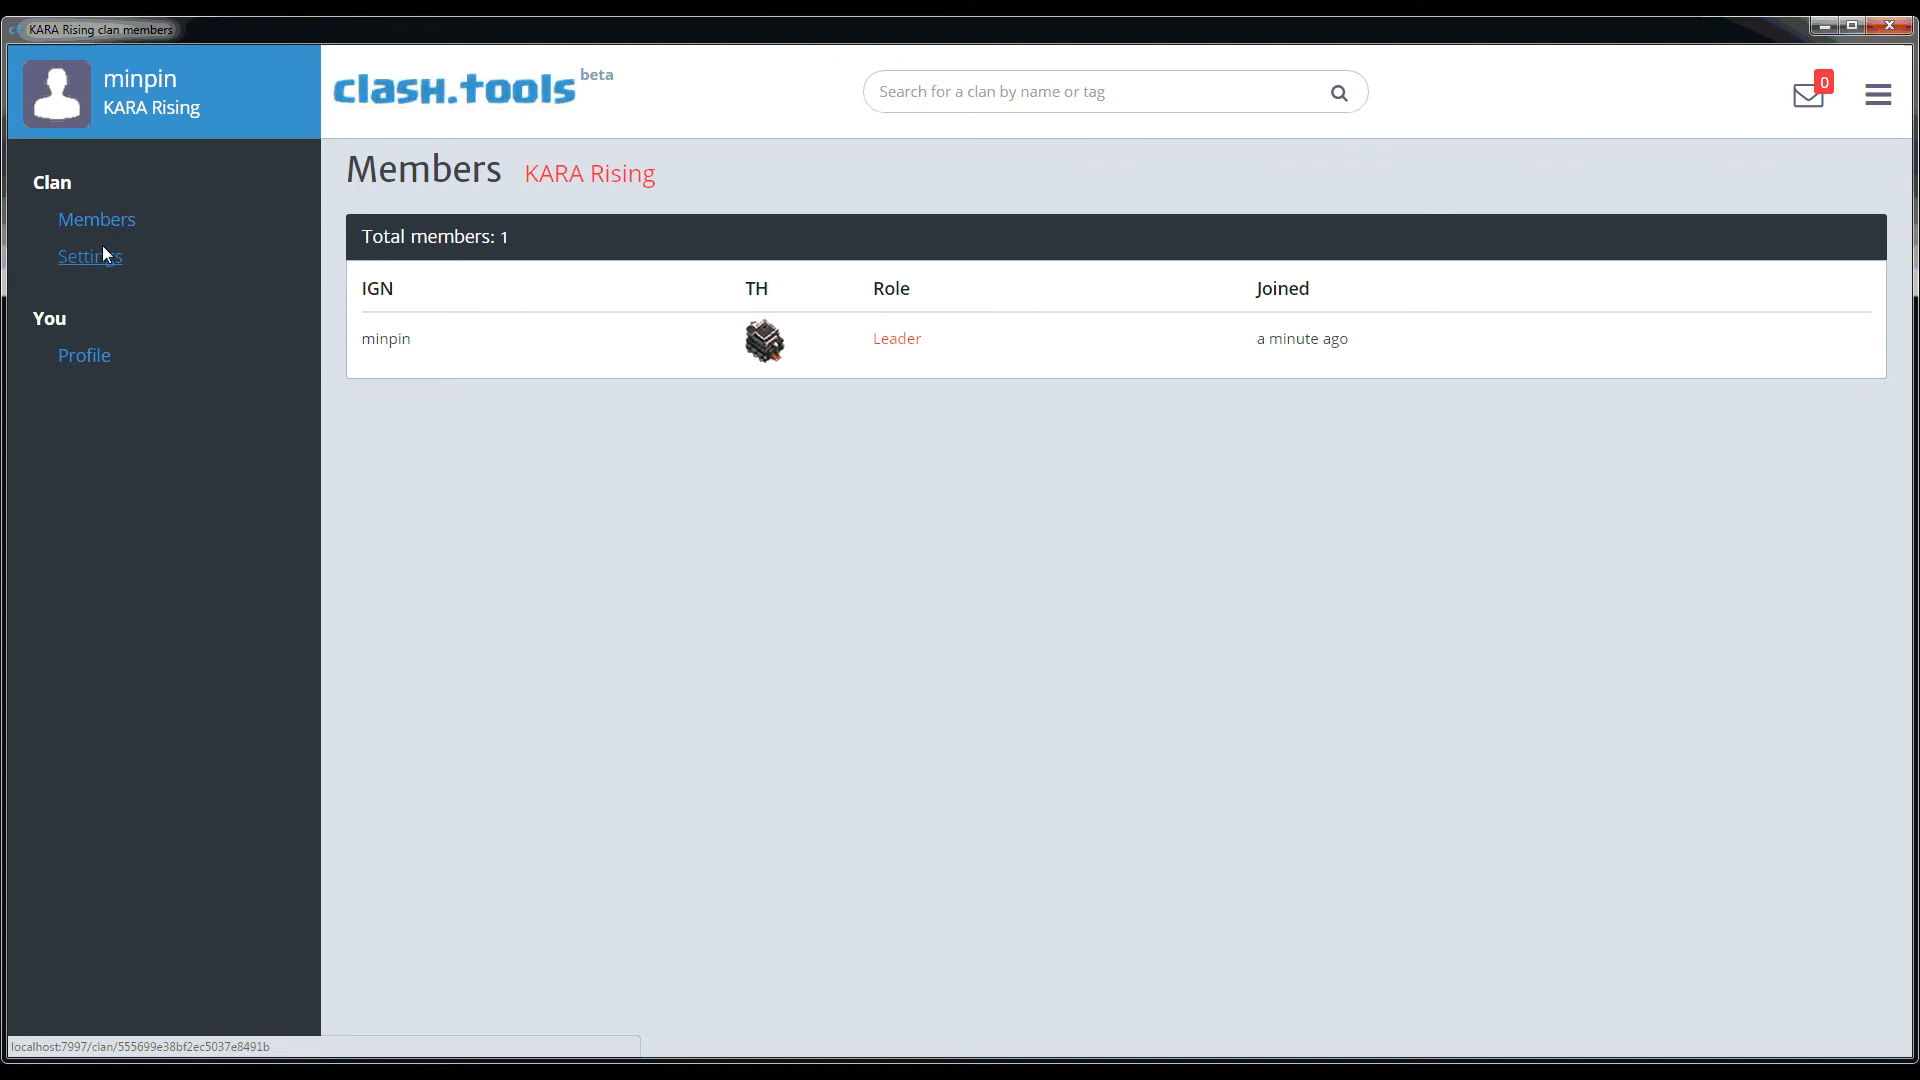 KARA Rising clan members
minpin
KARA Rising
clash.tools beta
Search for a clan by name or tag
0
Clan
Members
Settings
You
Profile
Members KARA Rising
Total members: 1
IGN TH Role Joined
minpin Leader a minute ago
localhost:7997/clan/555699e38bf2ec5037e8491b